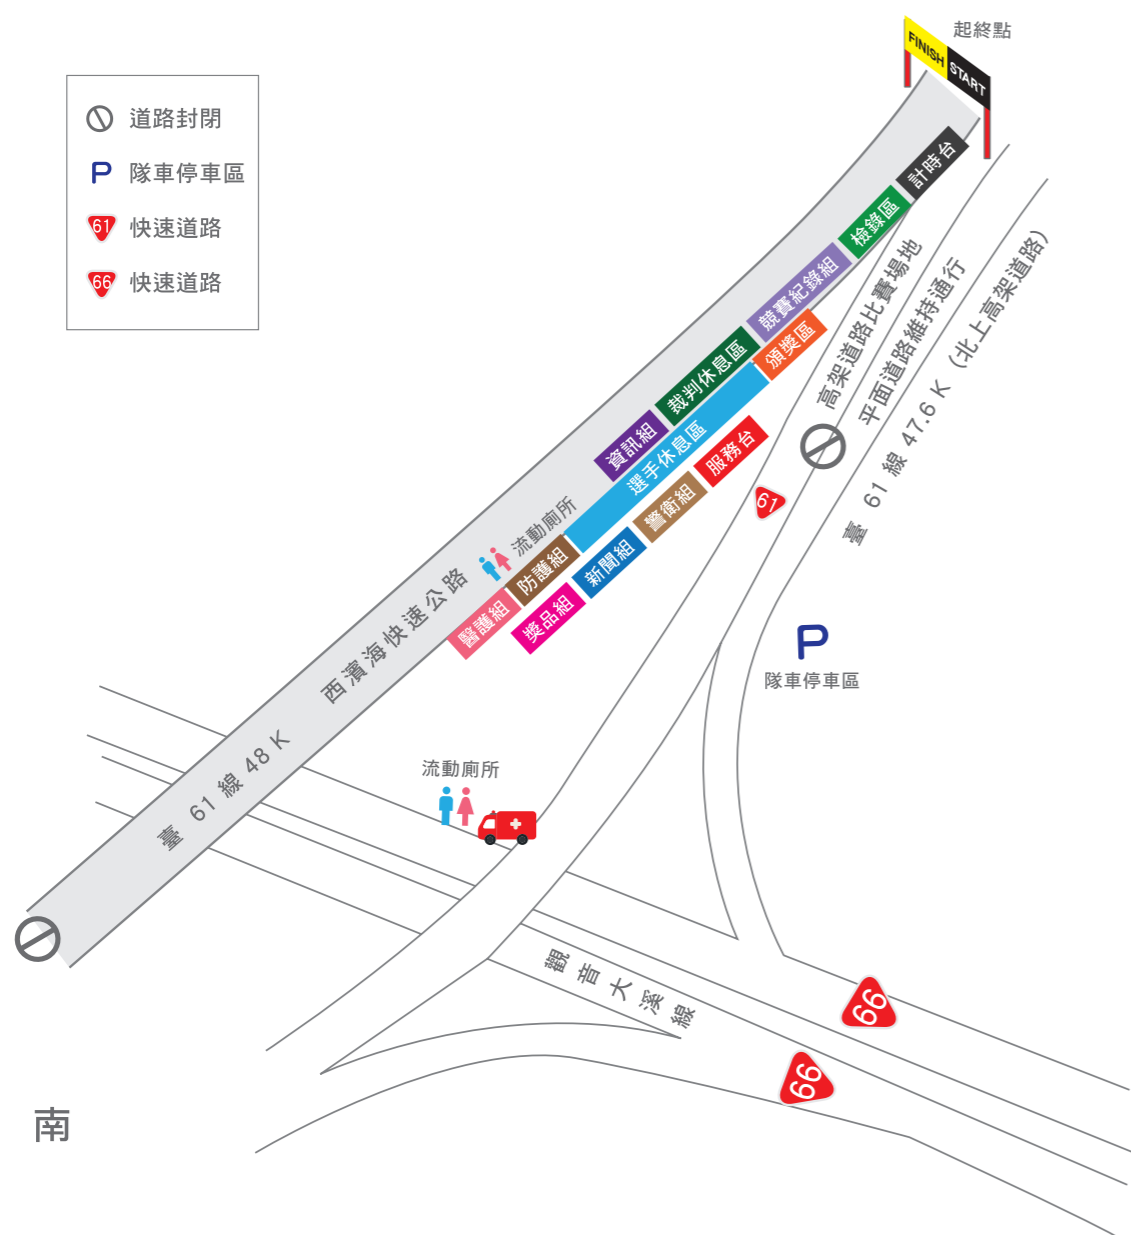 起終點
FINISH
START
道路封閉
P
隊車停車區
61
快速道路
66
快速道路
計時台
檢錄區
競賽紀錄組
頒獎區
裁判休息區
資訊組
選手休息區
服務台
警衛組
新聞組
獎品組
防護組
醫護組
流動廁所
高架道路比賽場地
平面道路維持通行
臺 61 線 47.6 K (北上高架道路)
61
西濱海快速公路
臺 61 線 48 K
P
隊車停車區
流動廁所
觀音大溪線
66
66
南